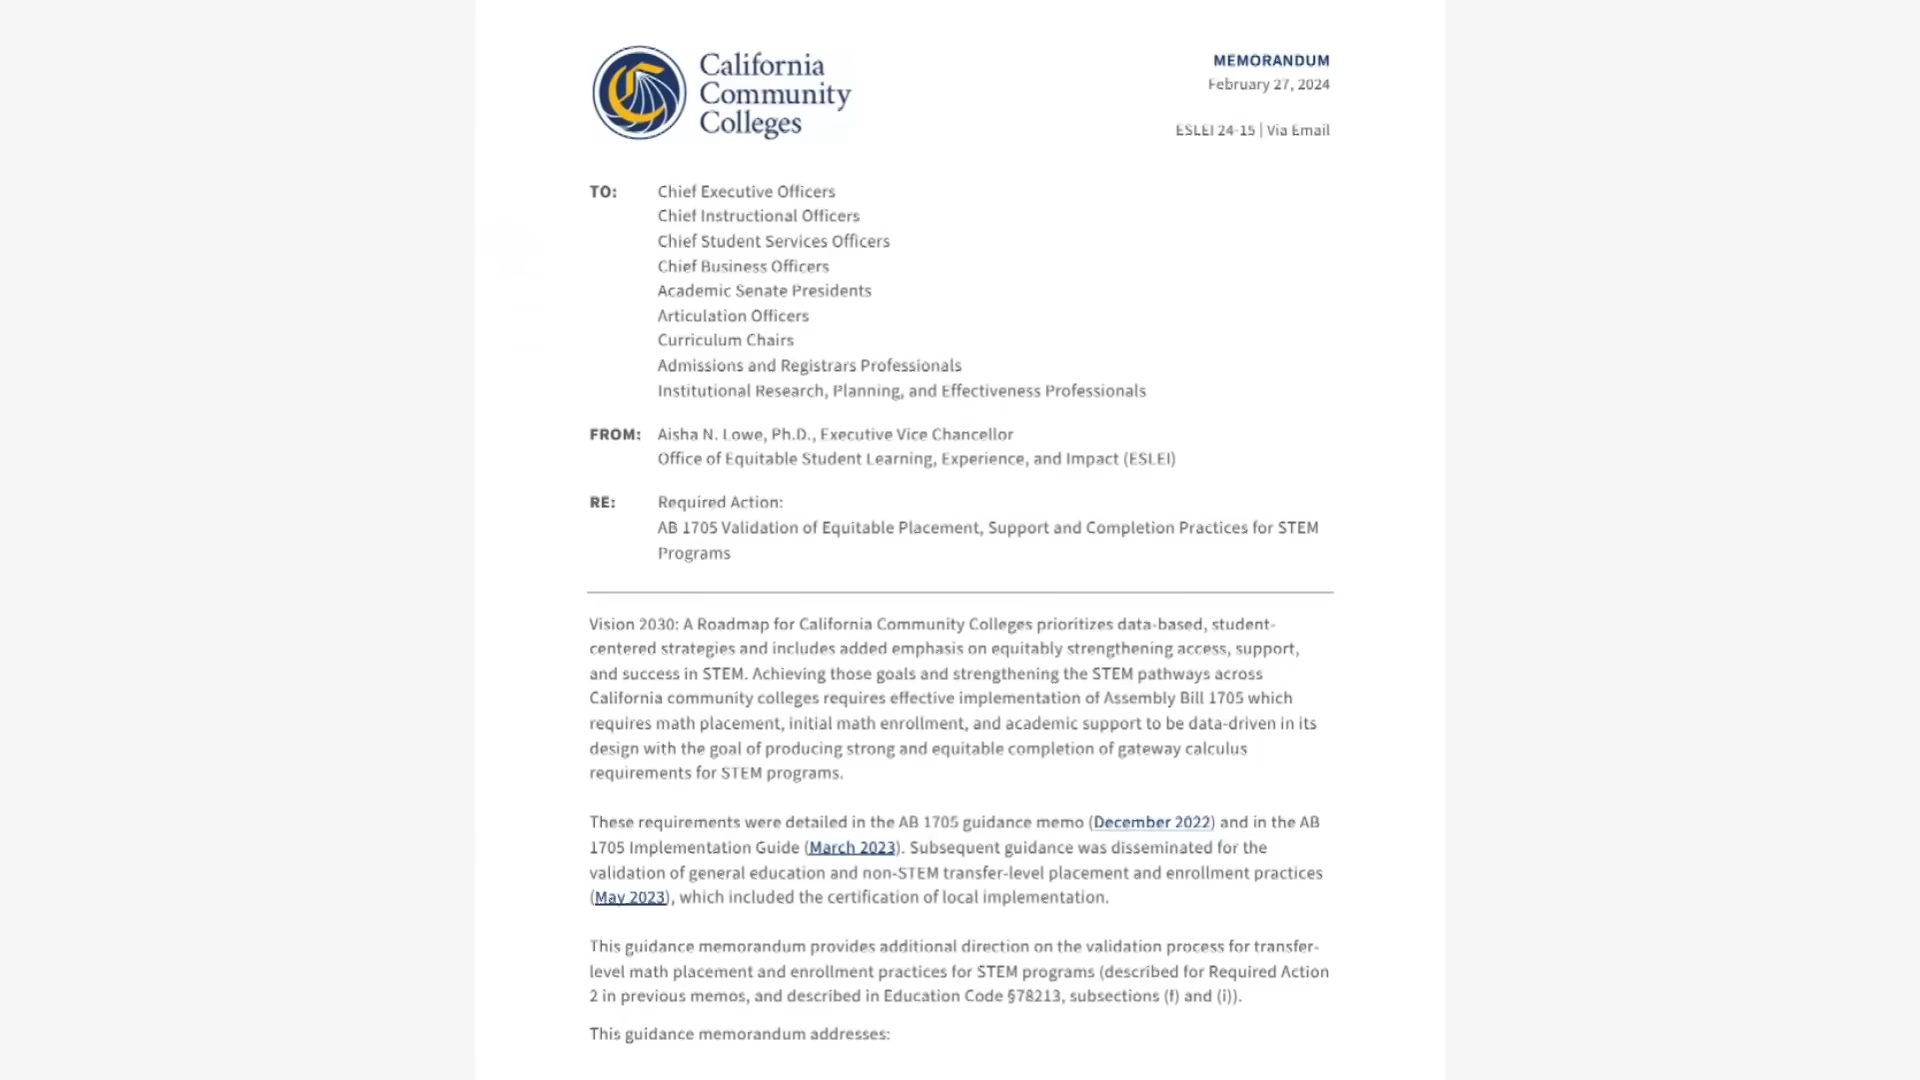 California
Community
Colleges
MEMORANDUM
February 27, 2024
ESLEI 24-15 | Via Email
TO: Chief Executive Officers
Chief Instructional Officers
Chief Student Services Officers
Chief Business Officers
Academic Senate Presidents
Articulation Officers
Curriculum Chairs
Admissions and Registrars Professionals
Institutional Research, Planning, and Effectiveness Professionals
FROM: Aisha N. Lowe, Ph.D., Executive Vice Chancellor
Office of Equitable Student Learning, Experience, and Impact (ESLEI)
RE: Required Action:
AB 1705 Validation of Equitable Placement, Support and Completion Practices for STEM
Programs
Vision 2030: A Roadmap for California Community Colleges prioritizes data-based, student-
centered strategies and includes added emphasis on equitably strengthening access, support,
and success in STEM. Achieving those goals and strengthening the STEM pathways across
California community colleges requires effective implementation of Assembly Bill 1705 which
requires math placement, initial math enrollment, and academic support to be data-driven in its
design with the goal of producing strong and equitable completion of gateway calculus
requirements for STEM programs.
These requirements were detailed in the AB 1705 guidance memo (December 2022) and in the AB
1705 Implementation Guide (March 2023). Subsequent guidance was disseminated for the
validation of general education and non-STEM transfer-level placement and enrollment practices
(May 2023), which included the certification of local implementation.
This guidance memorandum provides additional direction on the validation process for transfer-
level math placement and enrollment practices for STEM programs (described for Required Action
2 in previous memos, and described in Education Code §78213, subsections (f) and (i)).
This guidance memorandum addresses: